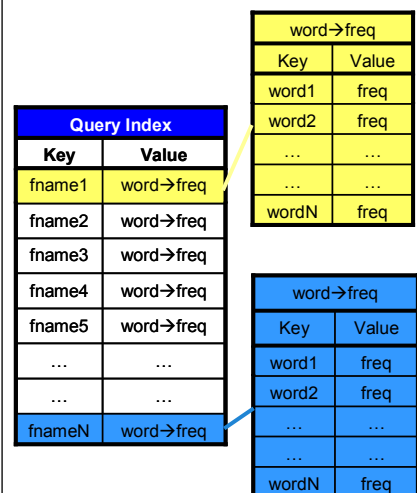 Query Index
Key Value
fname1 word→freq
fname2 word→freq
fname3 word→freq
fname4 word→freq
fname5 word→freq
… …
… …
fnameN word→freq
word→freq
Key Value
word1 freq
word2 freq
… …
… …
wordN freq
word→freq
Key Value
word1 freq
word2 freq
… …
… …
wordN freq